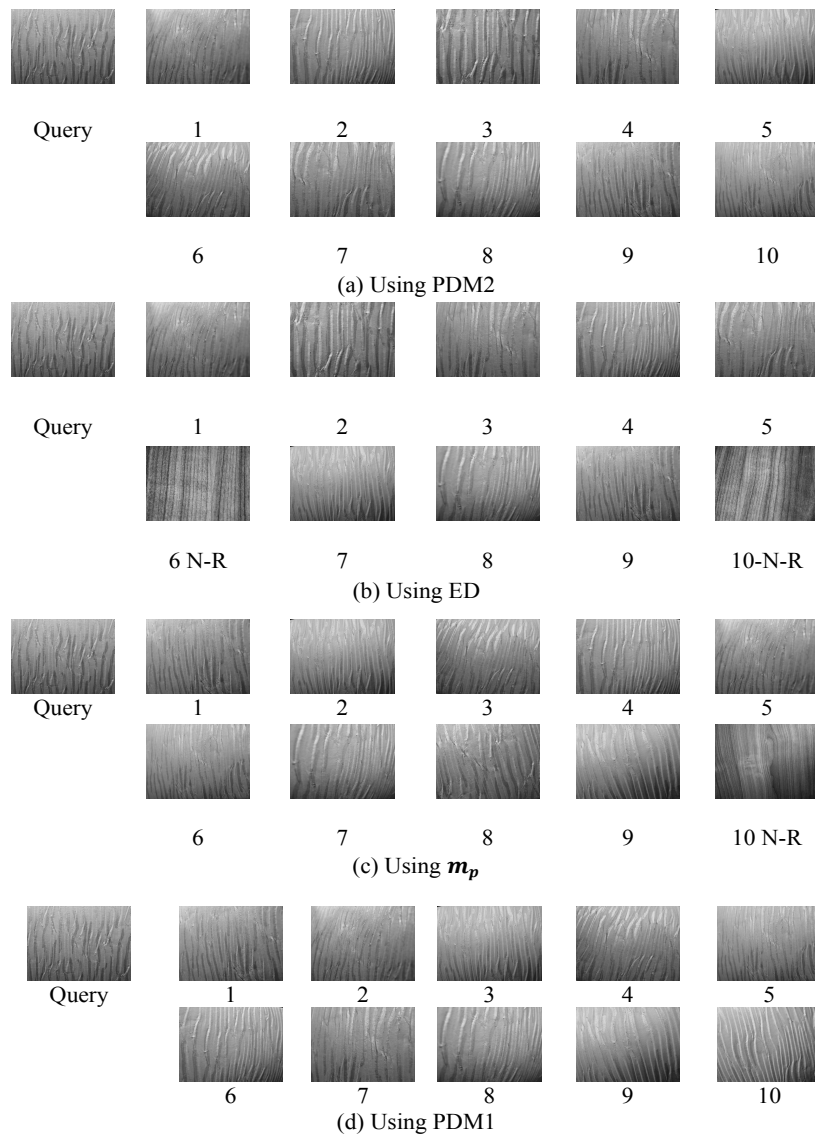 Query 1 2 3 4 5
6 7 8 9 10
(a) Using PDM2
Query 1 2 3 4 5
6 N-R 7 8 9 10-N-R
(b) Using ED
Query 1 2 3 4 5
6 7 8 9 10 N-R
(c) Using m_p
Query 1 2 3 4 5
6 7 8 9 10
(d) Using PDM1